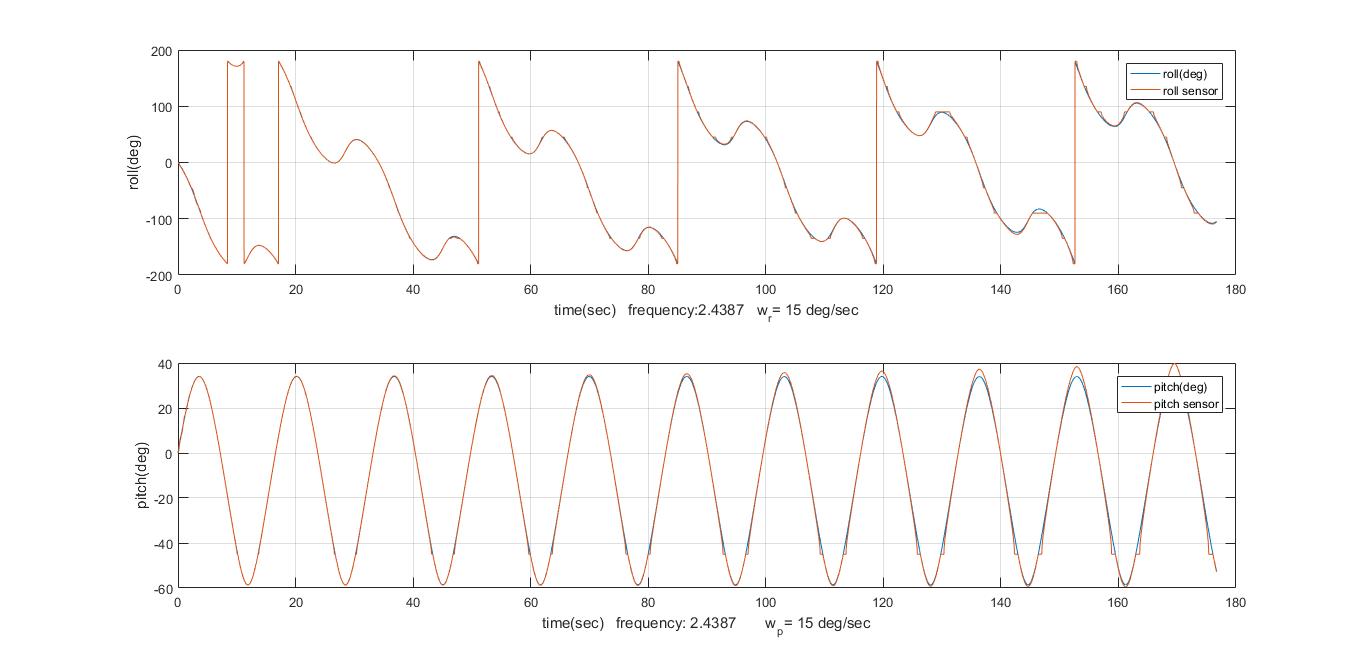 200
100
0
-100
-200
roll(deg)
roll(deg)
roll sensor
0 20 40 60 80 100 120 140 160 180
time(sec) frequency:2.4387 w_r= 15 deg/sec
40
20
0
-20
-40
-60
pitch(deg)
pitch(deg)
pitch sensor
0 20 40 60 80 100 120 140 160 180
time(sec) frequency: 2.4387 w_p= 15 deg/sec